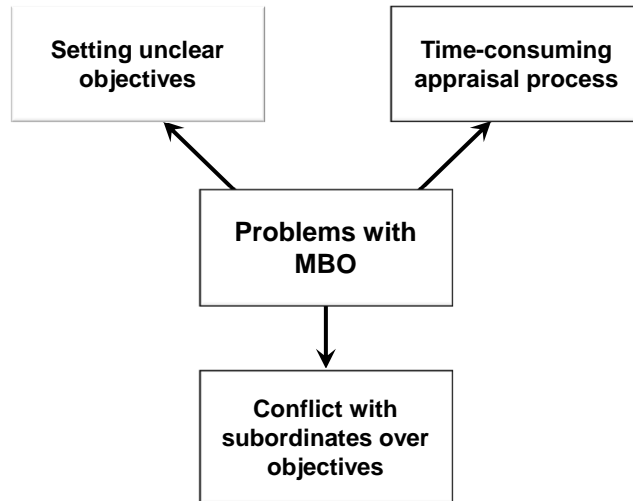 Setting unclear
objectives
Time-consuming
appraisal process
Problems with
MBO
Conflict with
subordinates over
objectives